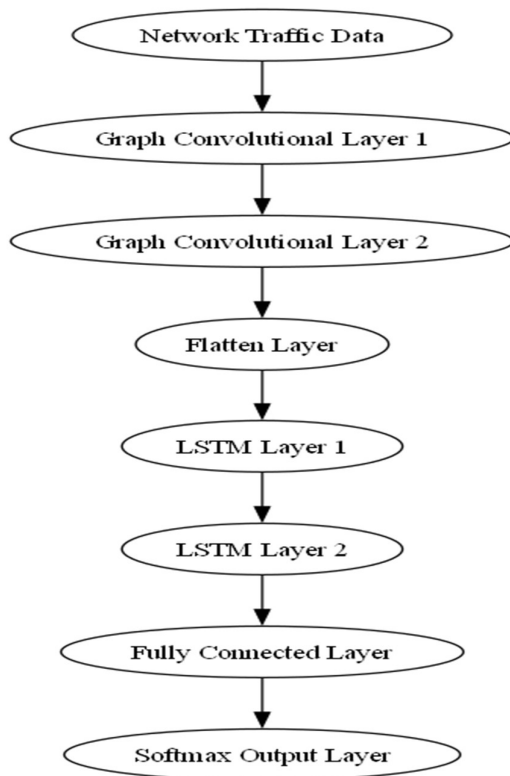 Network Traffic Data
Graph Convolutional Layer 1
Graph Convolutional Layer 2
Flatten Layer
LSTM Layer 1
LSTM Layer 2
Fully Connected Layer
Softmax Output Layer